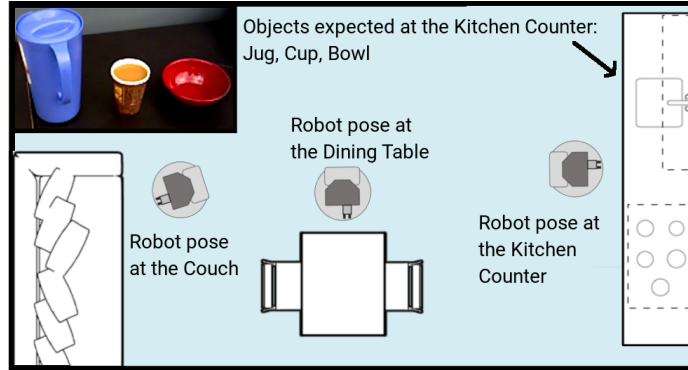 Objects expected at the Kitchen Counter:
Jug, Cup, Bowl
Robot pose at
the Dining Table
Robot pose
at the Couch
Robot pose at
the Kitchen
Counter